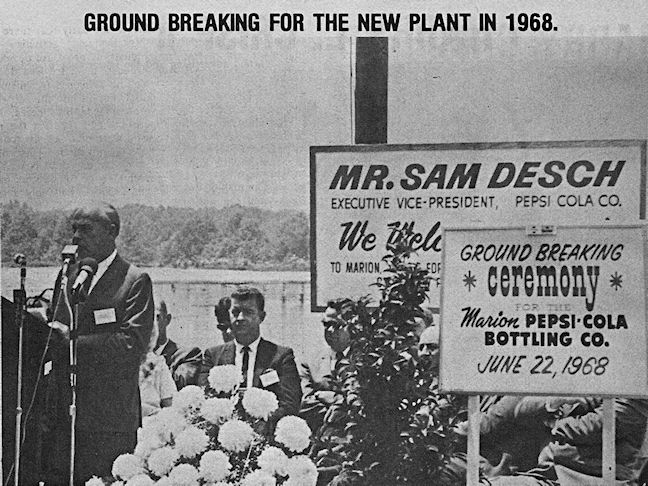 GROUND BREAKING FOR THE NEW PLANT IN 1968.
MR. SAM DESCH
EXECUTIVE VICE-PRESIDENT, PEPSI COLA CO.
We
TO MARION,
GROUND BREAKING
* ceremony *
FOR THE
Marion PEPSI-COLA
BOTTLING CO.
JUNE 22, 1968